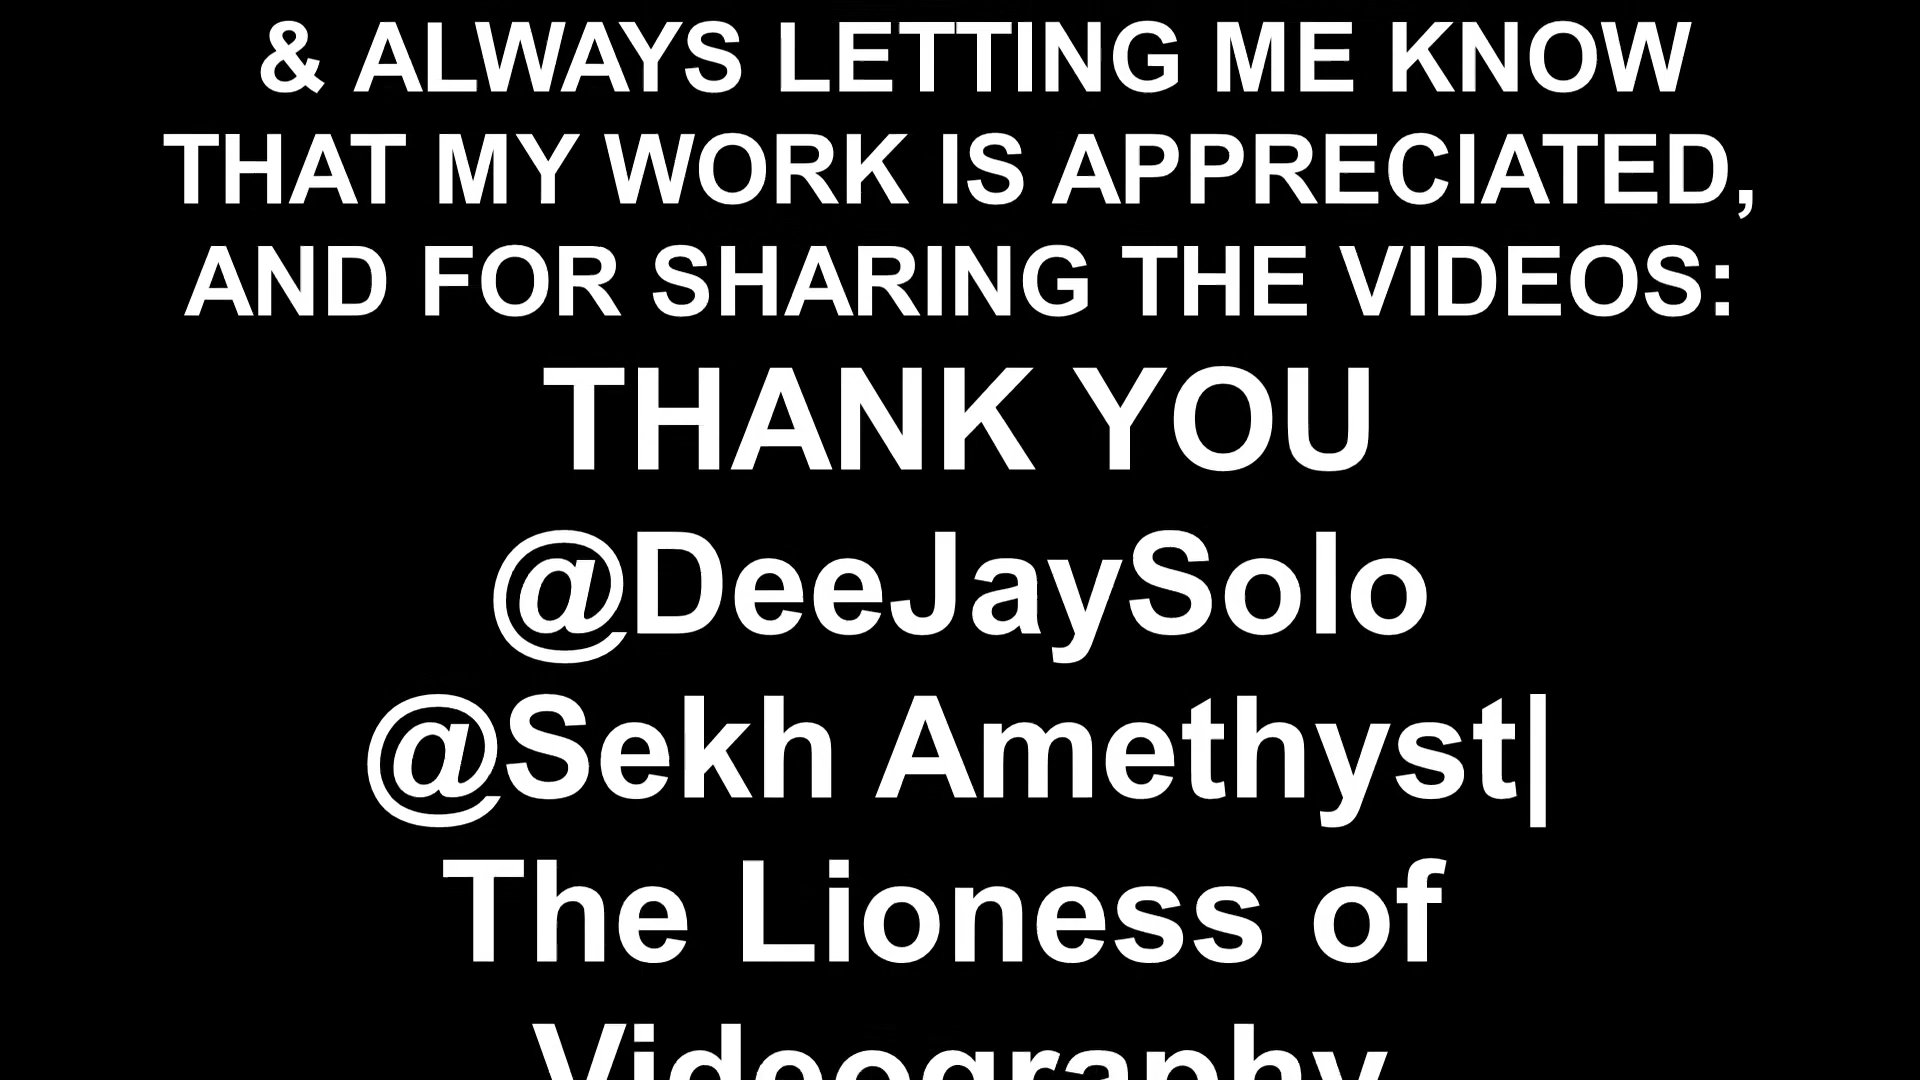 & ALWAYS LETTING ME KNOW
THAT MY WORK IS APPRECIATED,
AND FOR SHARING THE VIDEOS:
THANK YOU
@DeeJaySolo
@Sekh Amethyst|
The Lioness of
Videography